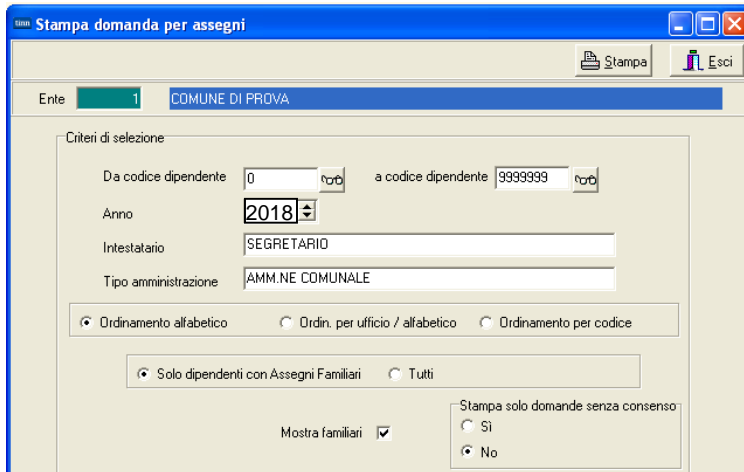 sinn Stampa domanda per assegni
Stampa Esci
Ente 1 COMUNE DI PROVA
Criteri di selezione
Da codice dipendente 0 a codice dipendente 9999999
Anno 2018
Intestatario SEGRETARIO
Tipo amministrazione AMM.NE COMUNALE
Ordinamento alfabetico Ordin. per ufficio / alfabetico Ordinamento per codice
Solo dipendenti con Assegni Familiari Tutti
Stampa solo domande senza consenso
Mostra familiari Sì
No